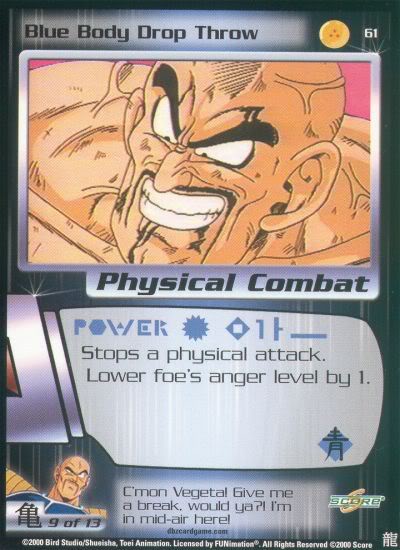 Blue Body Drop Throw 61
Physical Combat
POWER
Stops a physical attack.
Lower foe's anger level by 1.
青
SCORE
亀 9 of 13
C'mon Vegeta! Give me
a break, would ya?! I'm
in mid-air here!
dbzcardgame.com
龍
©2000 Bird Studio/Shueisha, Toei Animation. Licensed by FUNimation®. All Rights Reserved ©2000 Score